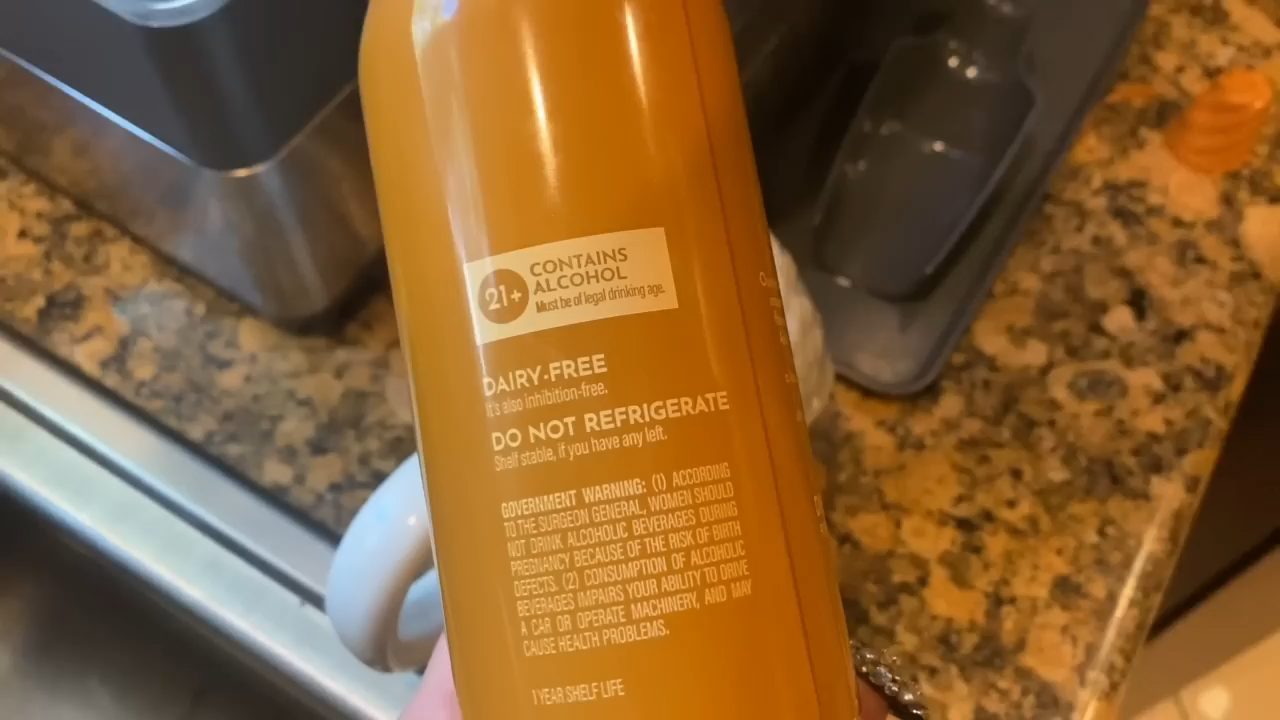 21+
CONTAINS
ALCOHOL
Must be of legal drinking age.
DAIRY-FREE
It's also inhibition-free.
DO NOT REFRIGERATE
Shelf stable, if you have any left.
GOVERNMENT WARNING: (1) ACCORDING
TO THE SURGEON GENERAL, WOMEN SHOULD
NOT DRINK ALCOHOLIC BEVERAGES DURING
PREGNANCY BECAUSE OF THE RISK OF BIRTH
DEFECTS. (2) CONSUMPTION OF ALCOHOLIC
BEVERAGES IMPAIRS YOUR ABILITY TO DRIVE
A CAR OR OPERATE MACHINERY, AND MAY
CAUSE HEALTH PROBLEMS.
1 YEAR SHELF LIFE